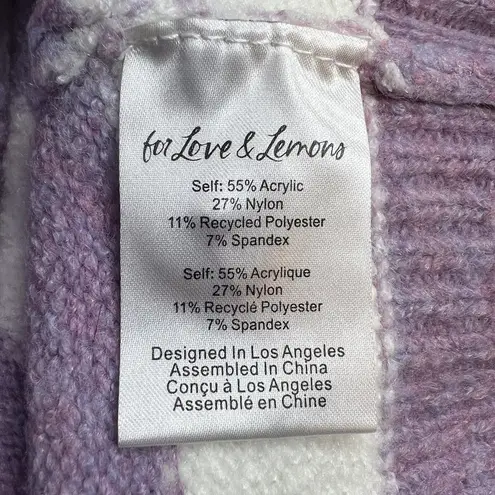 for Love & Lemons
Self: 55% Acrylic
27% Nylon
11% Recycled Polyester
7% Spandex
Self: 55% Acrylique
27% Nylon
11% Recyclé Polyester
7% Spandex
Designed In Los Angeles
Assembled In China
Conçu à Los Angeles
Assemblé en Chine